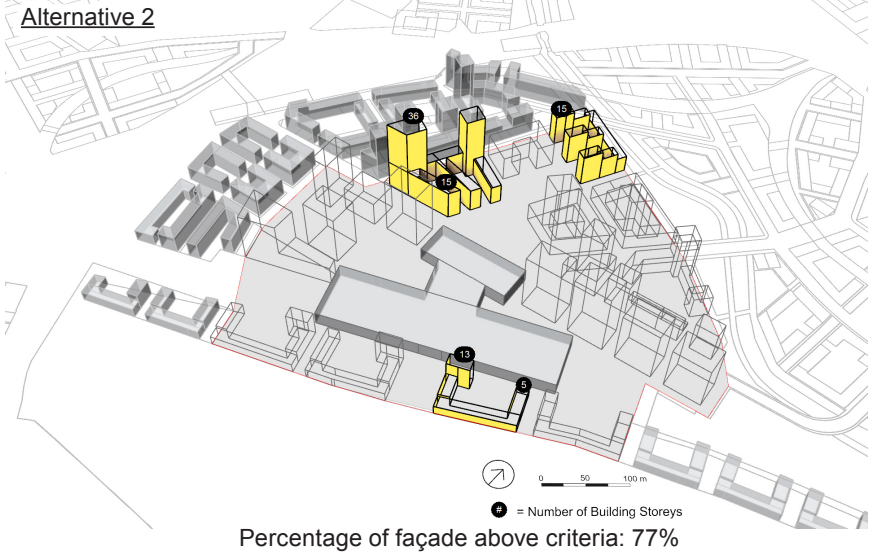 Alternative 2
36
15
15
13
5
0 50 100 m
# = Number of Building Storeys
Percentage of façade above criteria: 77%